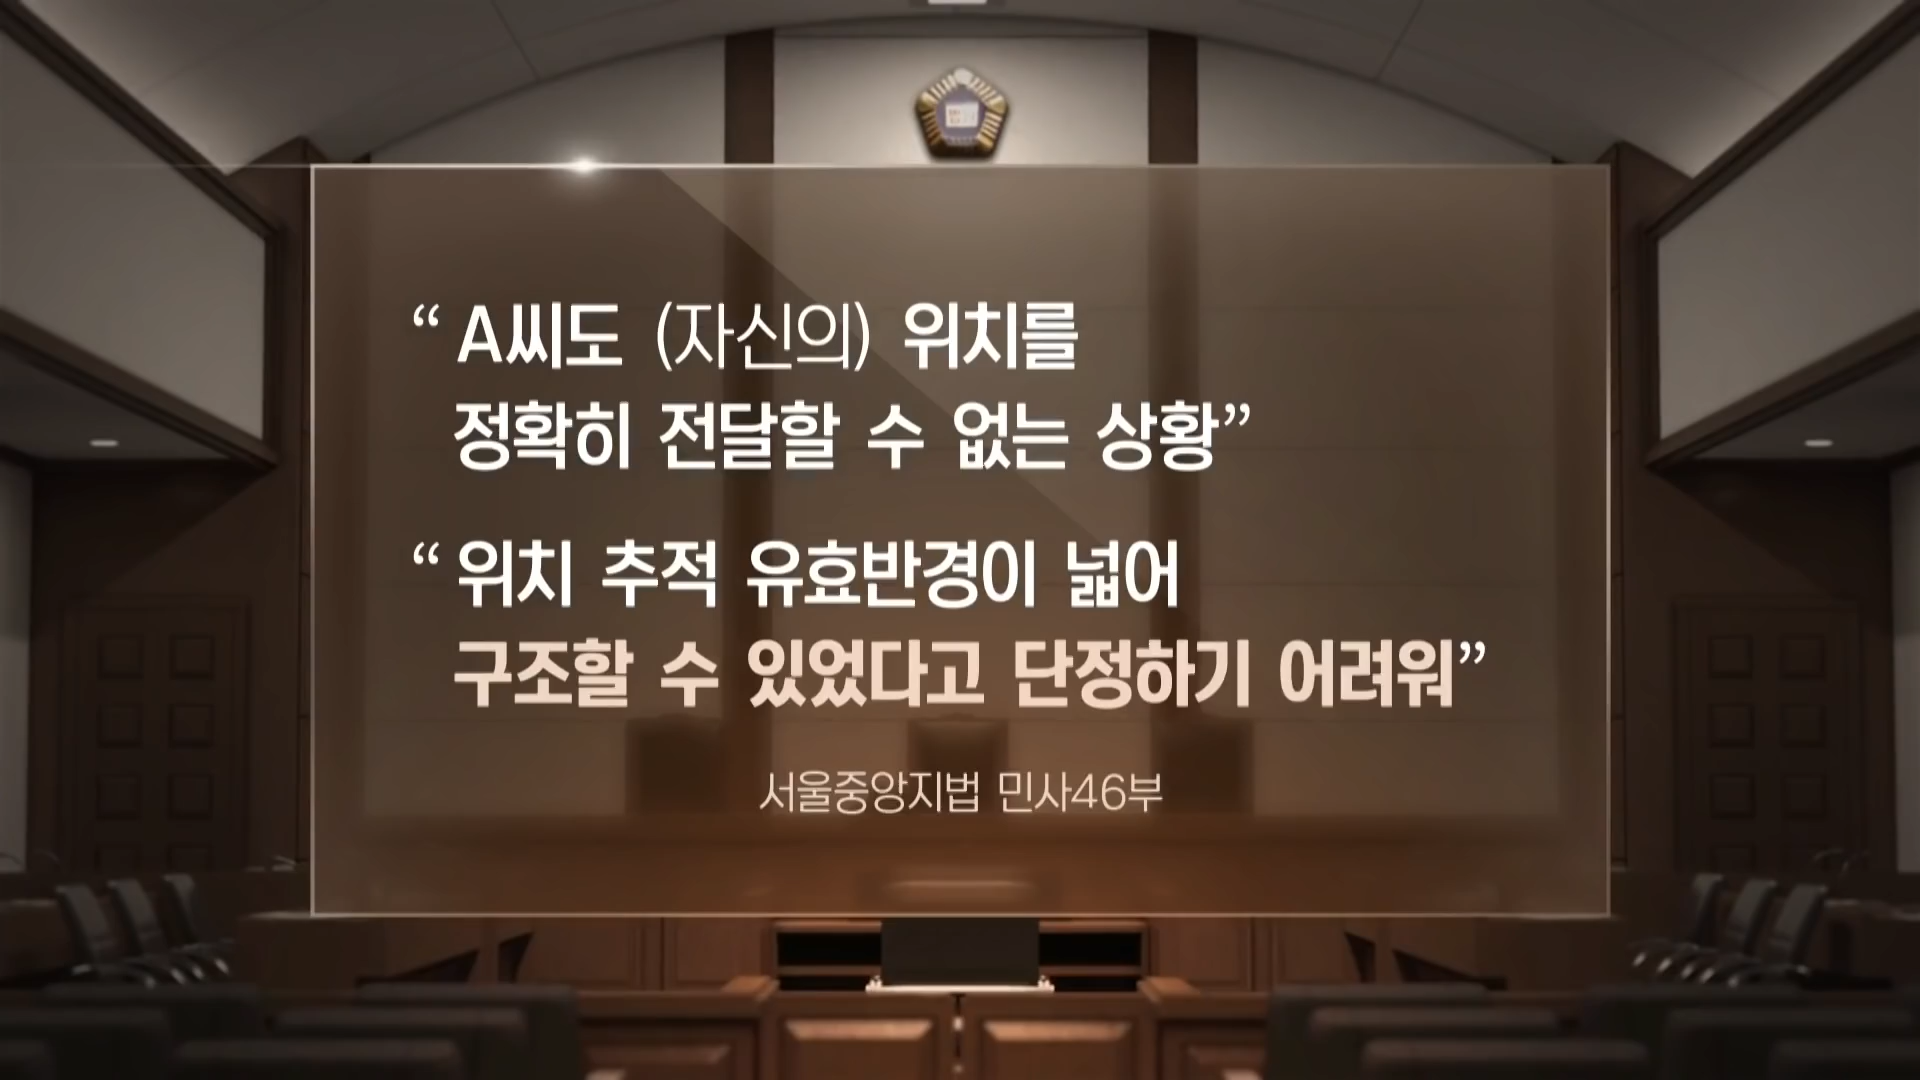 “ A씨도 (자신의) 위치를
정확히 전달할 수 없는 상황”
“ 위치 추적 유효반경이 넓어
구조할 수 있었다고 단정하기 어려워”
서울중앙지법 민사46부